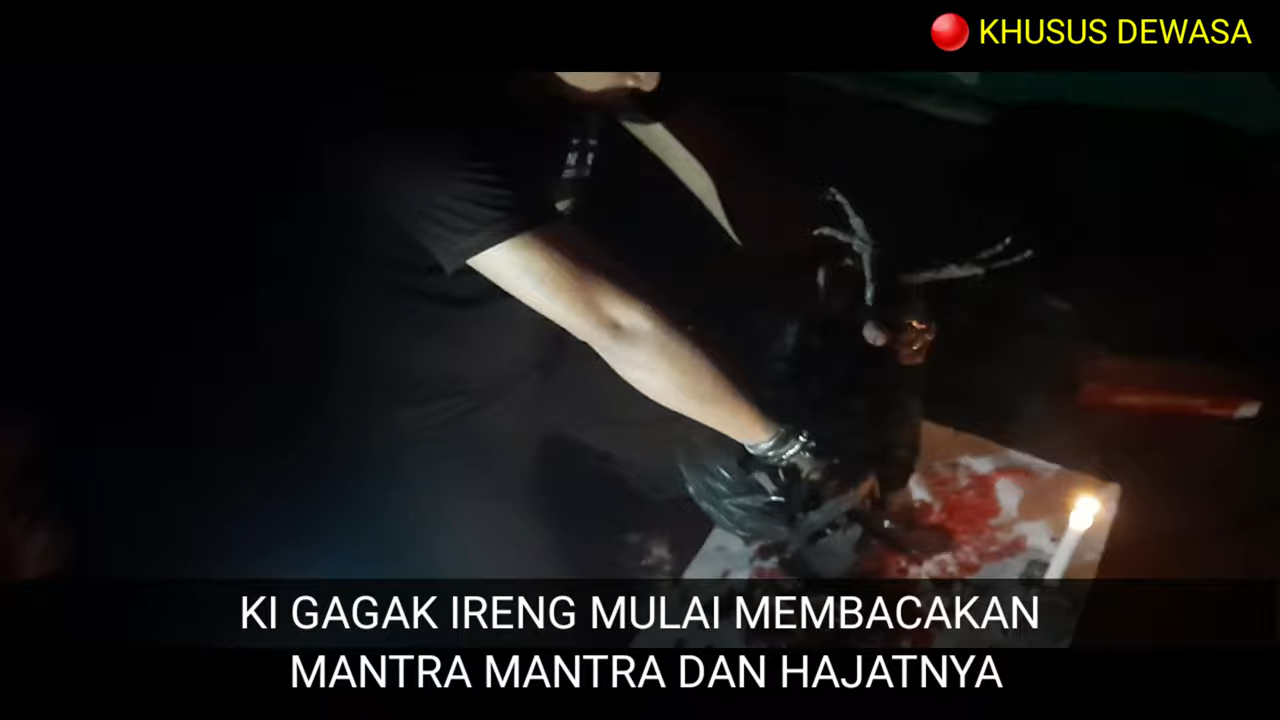 🔴 KHUSUS DEWASA
KI GAGAK IRENG MULAI MEMBACAKAN
MANTRA MANTRA DAN HAJATNYA